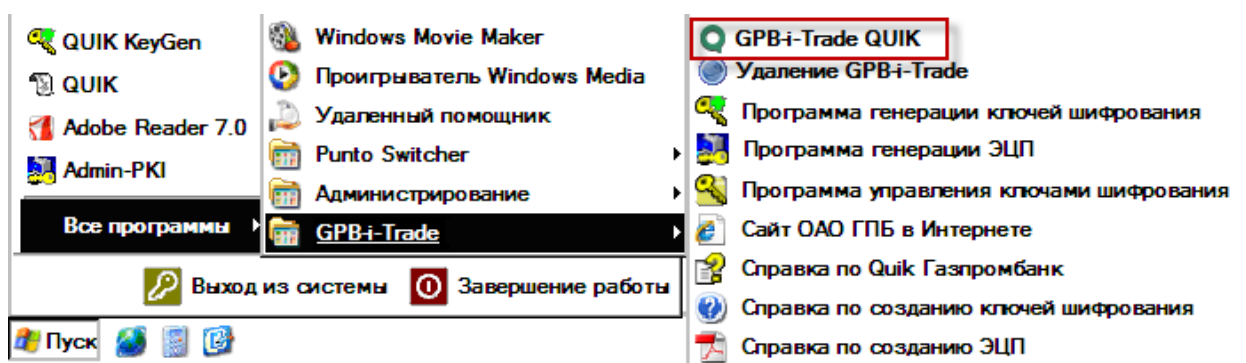 QUIK KeyGen
QUIK
Adobe Reader 7.0
Admin-PKI
Все программы
Windows Movie Maker
Проигрыватель Windows Media
Удаленный помощник
Punto Switcher
Администрирование
GPB-i-Trade
GPB-i-Trade QUIK
Удаление GPB-i-Trade
Программа генерации ключей шифрования
Программа генерации ЭЦП
Программа управления ключами шифрования
Сайт ОАО ГПБ в Интернете
Справка по Quik Газпромбанк
Справка по созданию ключей шифрования
Справка по созданию ЭЦП
Выход из системы
Завершение работы
Пуск